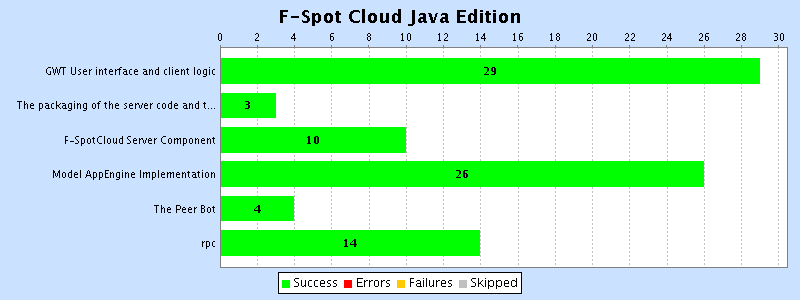 F-Spot Cloud Java Edition
0 2 4 6 8 10 12 14 16 18 20 22 24 26 28 30
GWT User interface and client logic 29
The packaging of the server code and t... 3
F-SpotCloud Server Component 10
Model AppEngine Implementation 26
The Peer Bot 4
rpc 14
Success Errors Failures Skipped